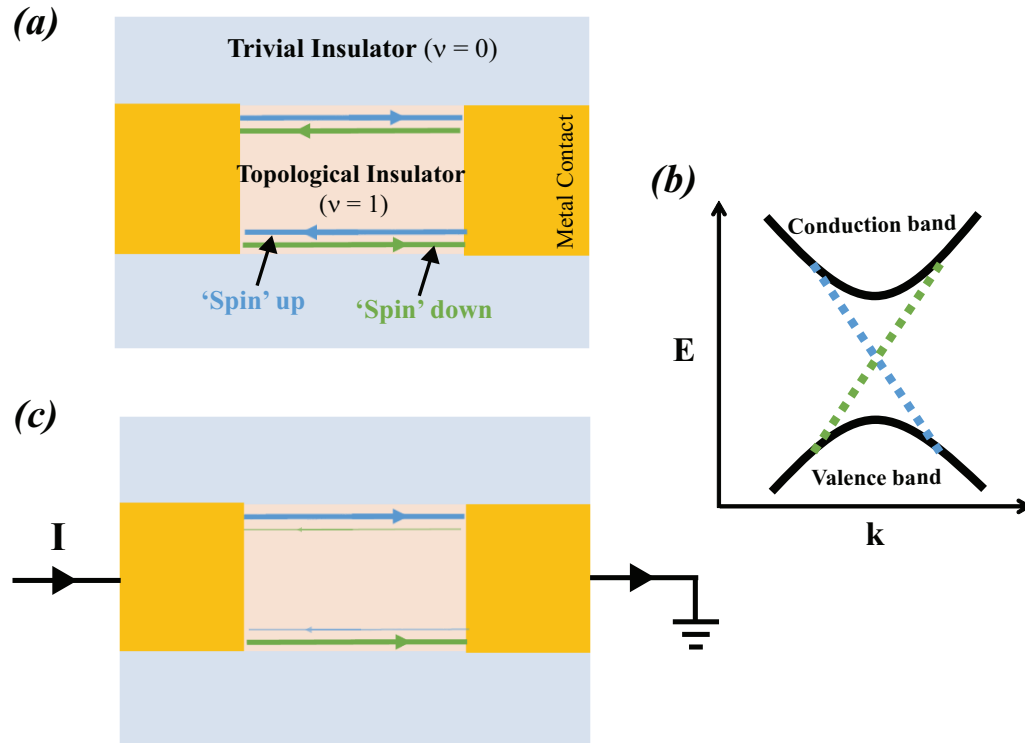 (a)
Trivial Insulator (ν = 0)
Topological Insulator
(ν = 1)
Metal Contact
‘Spin’ up
‘Spin’ down
(b)
Conduction band
E
Valence band
k
(c)
I